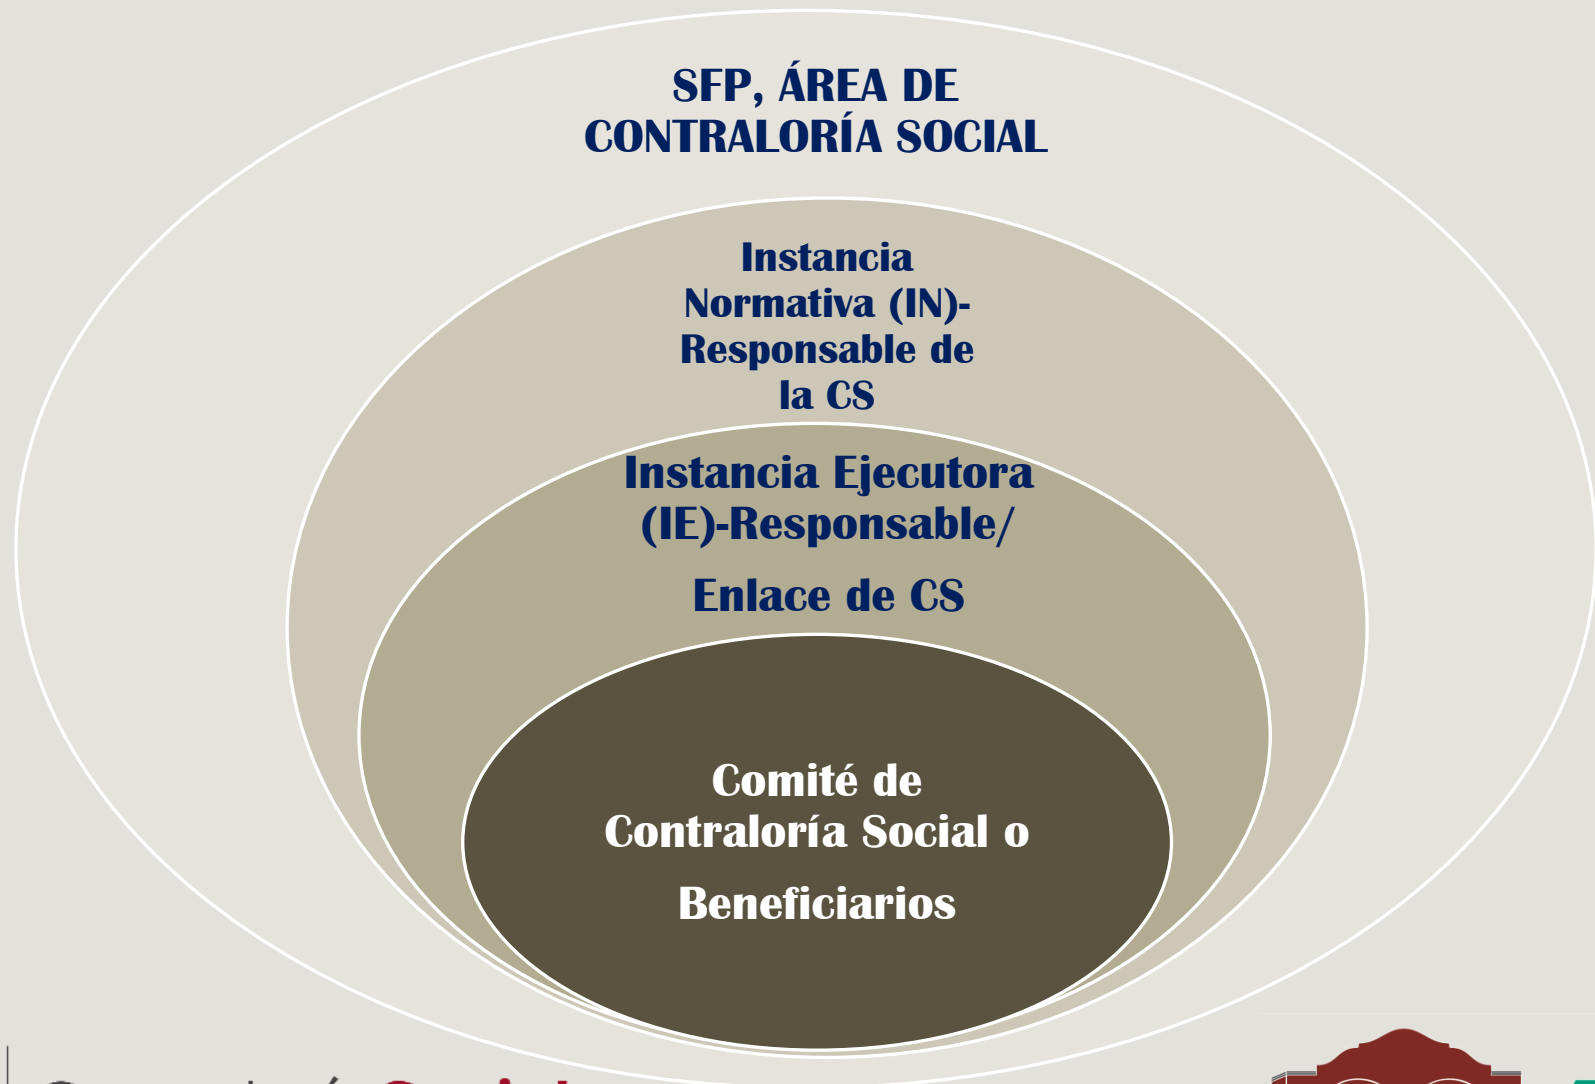 SFP, ÁREA DE
CONTRALORÍA SOCIAL
Instancia
Normativa (IN)-
Responsable de
la CS
Instancia Ejecutora
(IE)-Responsable/
Enlace de CS
Comité de
Contraloría Social o
Beneficiarios